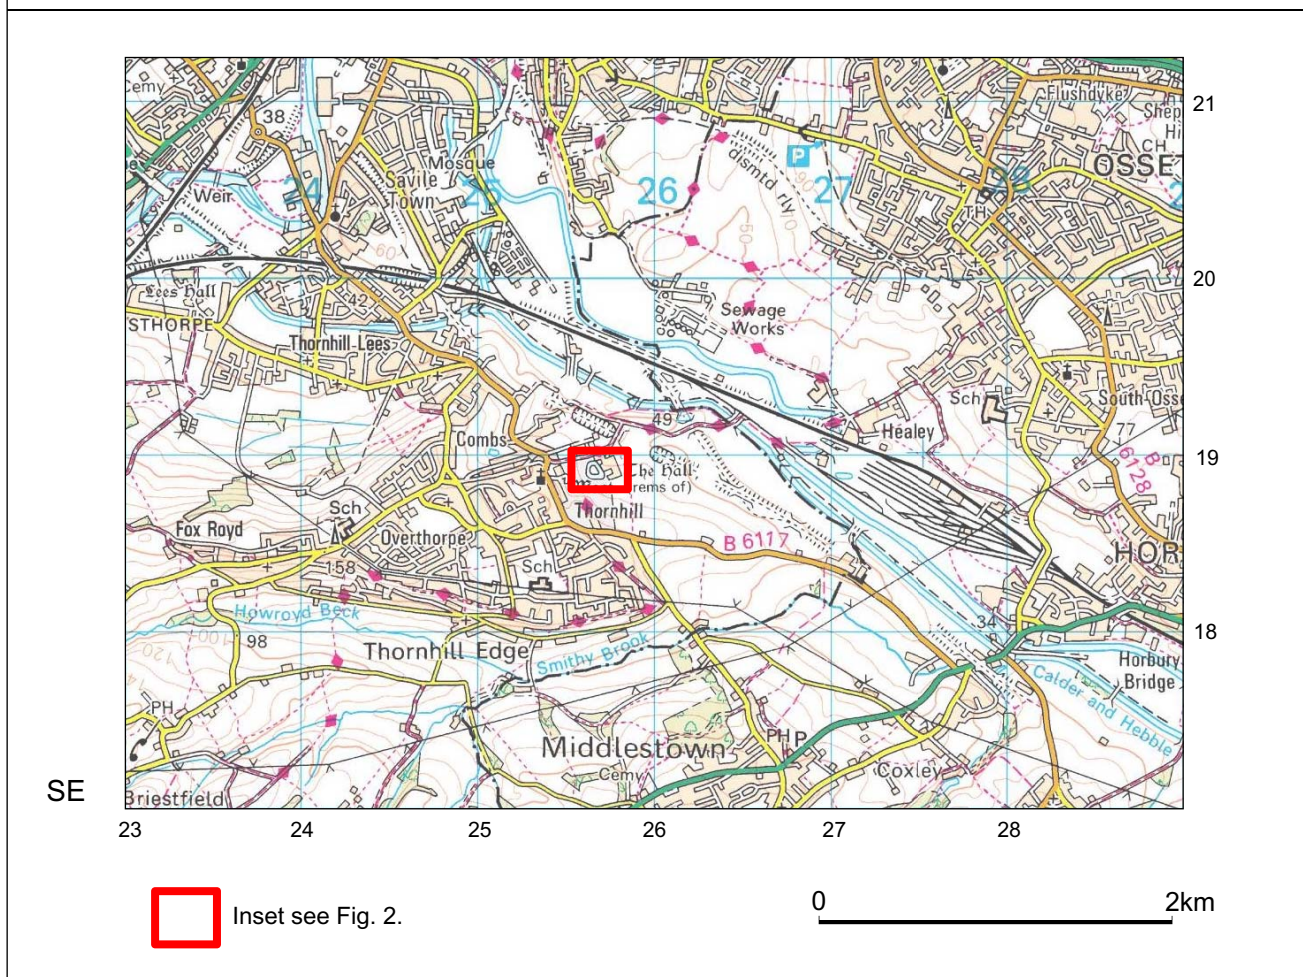 Cemy
21
Flushdyke
38
Shep
Hi
CH
Mosque
dismtd rly
P
OSSE
24
Savile
Town
25
26
27
28
Weir
TH
60
50
20
Lees Hall
42
Sewage
Works
STHORPE
Thornhill Lees
Sch
South Osse
49
77
Combs
Healey
19
The Hall
(rems of)
B 6128
Sch
Thornhill
Fox Royd
Overthorpe
B 6117
HOR
158
Sch
Howroyd Beck
34
18
98
Thornhill Edge
Smithy Brook
Horbury
Bridge
Calder and Hebble
PH
Middlestown
PH P
Cemy
Coxley
SE
Briestfield
23 24 25 26 27 28
Inset see Fig. 2.
0 2km